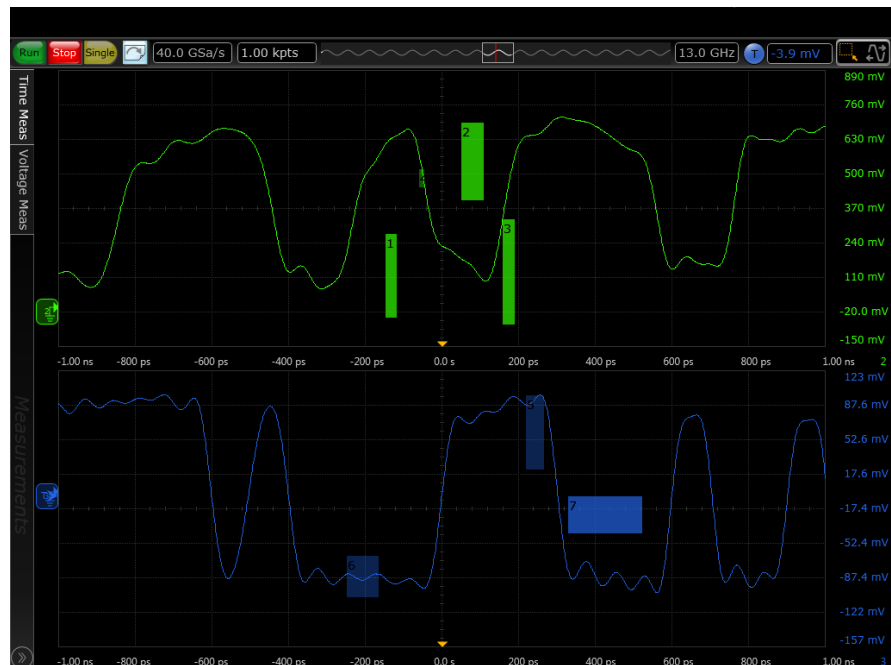 Run Stop Single 40.0 GSa/s 1.00 kpts 13.0 GHz T -3.9 mV
Time Meas
Voltage Meas
Measurements
890 mV
760 mV
630 mV
500 mV
370 mV
240 mV
110 mV
-20.0 mV
-150 mV
2
1
3
2
-1.00 ns -800 ps -600 ps -400 ps -200 ps 0.0 s 200 ps 400 ps 600 ps 800 ps 1.00 ns 2
123 mV
87.6 mV
52.6 mV
17.6 mV
-17.4 mV
-52.4 mV
-87.4 mV
-122 mV
-157 mV
5
7
6
-1.00 ns -800 ps -600 ps -400 ps -200 ps 0.0 s 200 ps 400 ps 600 ps 800 ps 1.00 ns 3